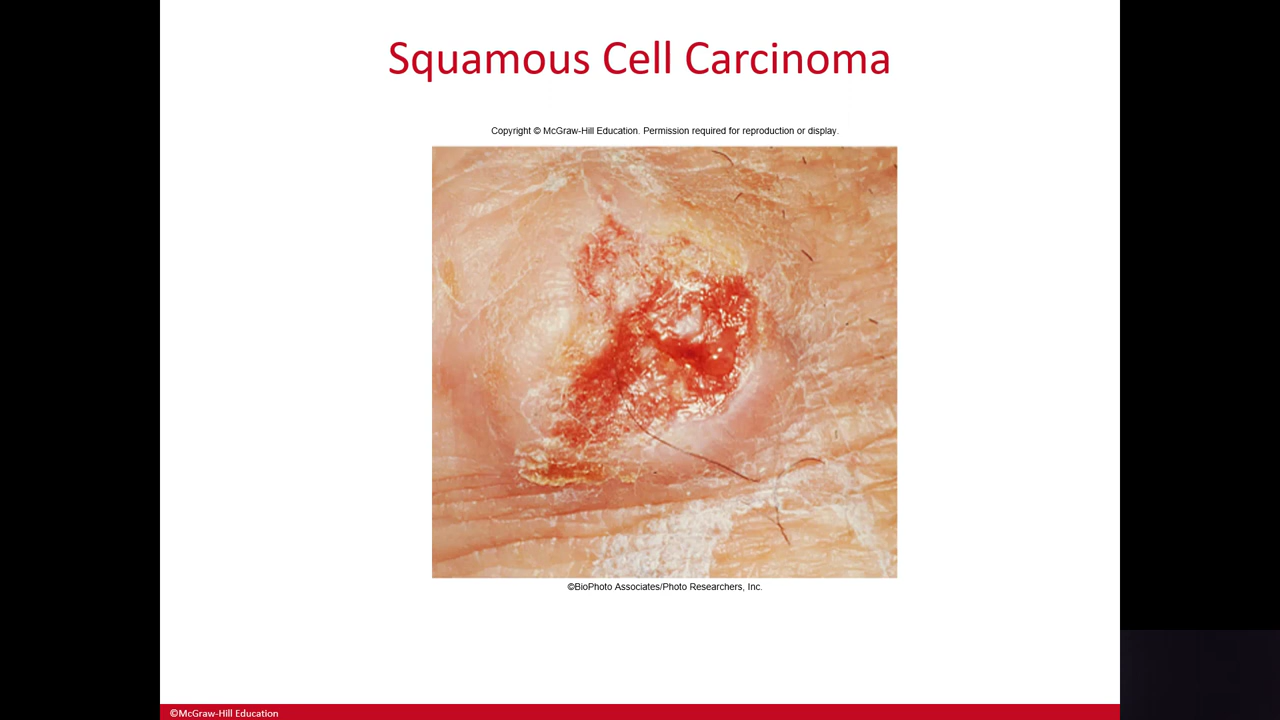 Squamous Cell Carcinoma
Copyright © McGraw-Hill Education. Permission required for reproduction or display.
©BioPhoto Associates/Photo Researchers, Inc.
©McGraw-Hill Education